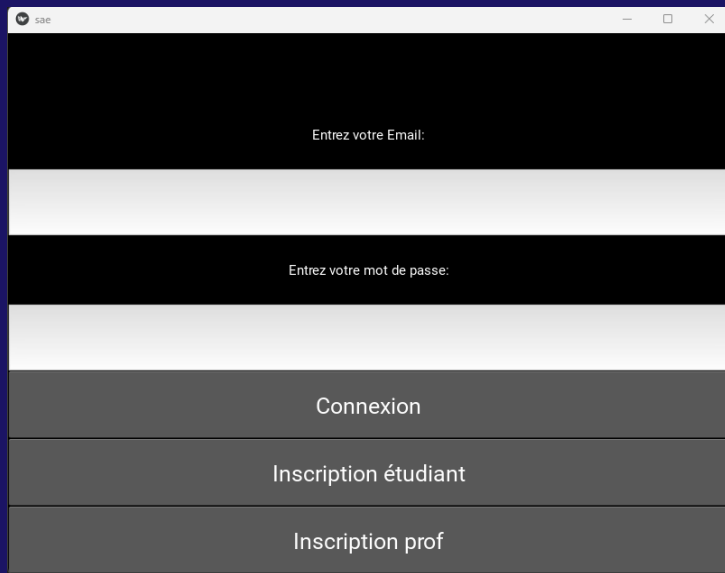 sae
Entrez votre Email:
Entrez votre mot de passe:
Connexion
Inscription étudiant
Inscription prof